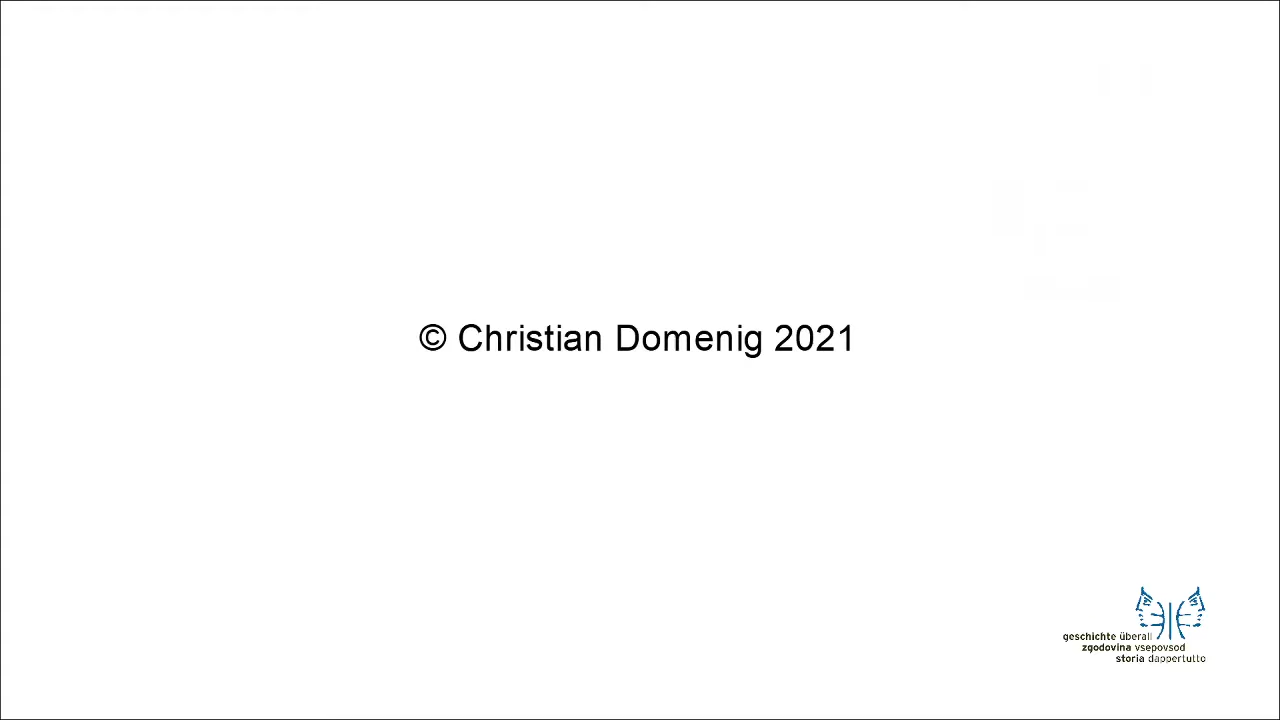 © Christian Domenig 2021
geschichte überall
zgodovina vsepovsod
storia dappertutto